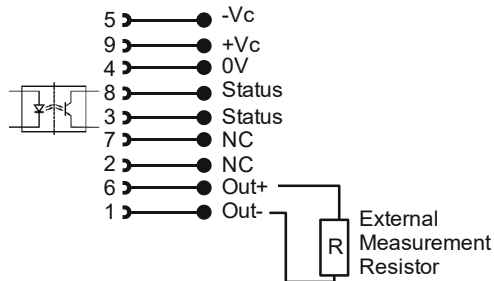 5 -Vc
9 +Vc
4 0V
8 Status
3 Status
7 NC
2 NC
6 Out+
1 Out-
R
External
Measurement
Resistor